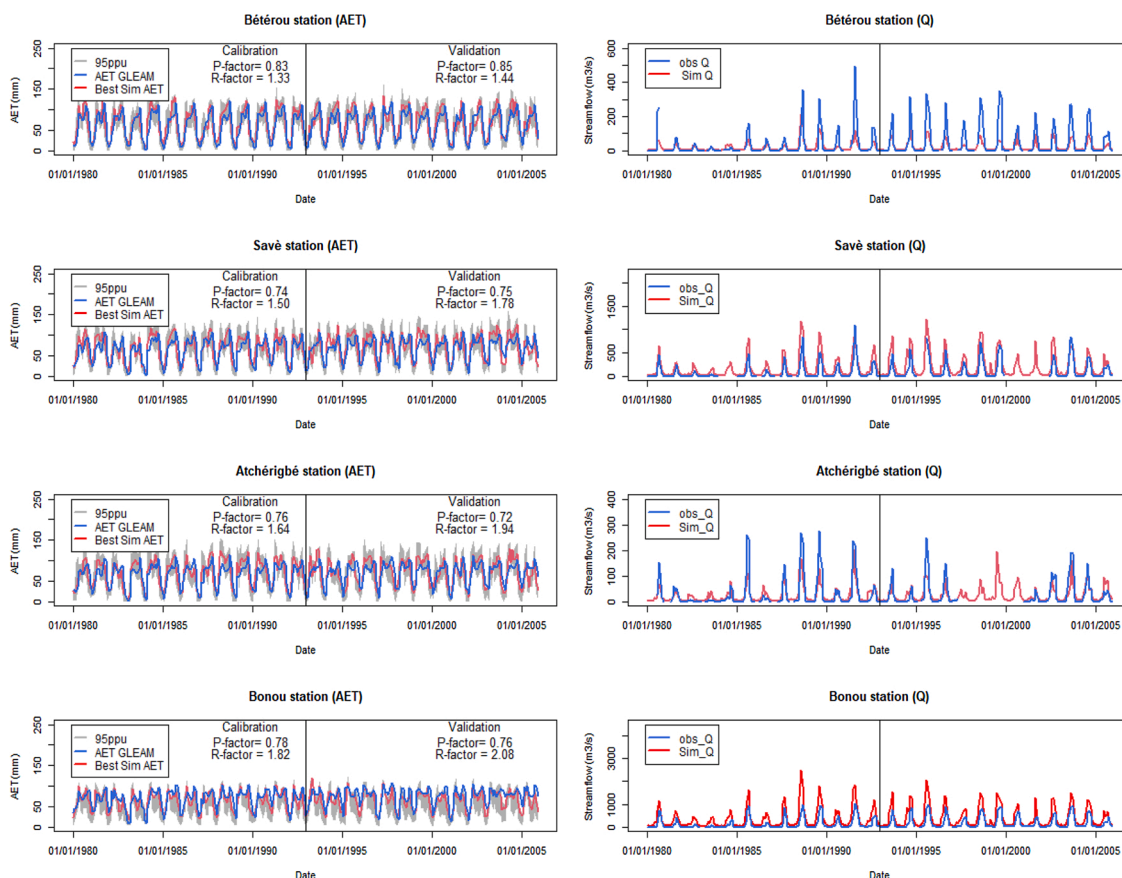 Bétérou station (AET)
250
150
50
0
AET (mm)
95ppu
AET GLEAM
Best Sim AET
Calibration
P-factor= 0.83
R-factor = 1.33
Validation
P-factor= 0.85
R-factor = 1.44
01/01/1980 01/01/1985 01/01/1990 01/01/1995 01/01/2000 01/01/2005
Date
Bétérou station (Q)
600
400
200
0
Streamflow (m3/s)
obs Q
Sim Q
01/01/1980 01/01/1985 01/01/1990 01/01/1995 01/01/2000 01/01/2005
Date
Savè station (AET)
250
150
50
0
AET (mm)
95ppu
AET GLEAM
Best Sim AET
Calibration
P-factor= 0.74
R-factor = 1.50
Validation
P-factor= 0.75
R-factor = 1.78
01/01/1980 01/01/1985 01/01/1990 01/01/1995 01/01/2000 01/01/2005
Date
Savè station (Q)
1500
500
0
Streamflow (m3/s)
obs_Q
Sim_Q
01/01/1980 01/01/1985 01/01/1990 01/01/1995 01/01/2000 01/01/2005
Date
Atchérigbé station (AET)
250
150
50
0
AET (mm)
95ppu
AET GLEAM
Best Sim AET
Calibration
P-factor= 0.76
R-factor = 1.64
Validation
P-factor= 0.72
R-factor = 1.94
01/01/1980 01/01/1985 01/01/1990 01/01/1995 01/01/2000 01/01/2005
Date
Atchérigbé station (Q)
400
300
200
100
0
Streamflow (m3/s)
obs_Q
Sim_Q
01/01/1980 01/01/1985 01/01/1990 01/01/1995 01/01/2000 01/01/2005
Date
Bonou station (AET)
250
150
50
0
AET (mm)
95ppu
AET GLEAM
Best Sim AET
Calibration
P-factor= 0.78
R-factor = 1.82
Validation
P-factor= 0.76
R-factor = 2.08
01/01/1980 01/01/1985 01/01/1990 01/01/1995 01/01/2000 01/01/2005
Date
Bonou station (Q)
3000
1000
0
Streamflow (m3/s)
obs_Q
Sim_Q
01/01/1980 01/01/1985 01/01/1990 01/01/1995 01/01/2000 01/01/2005
Date